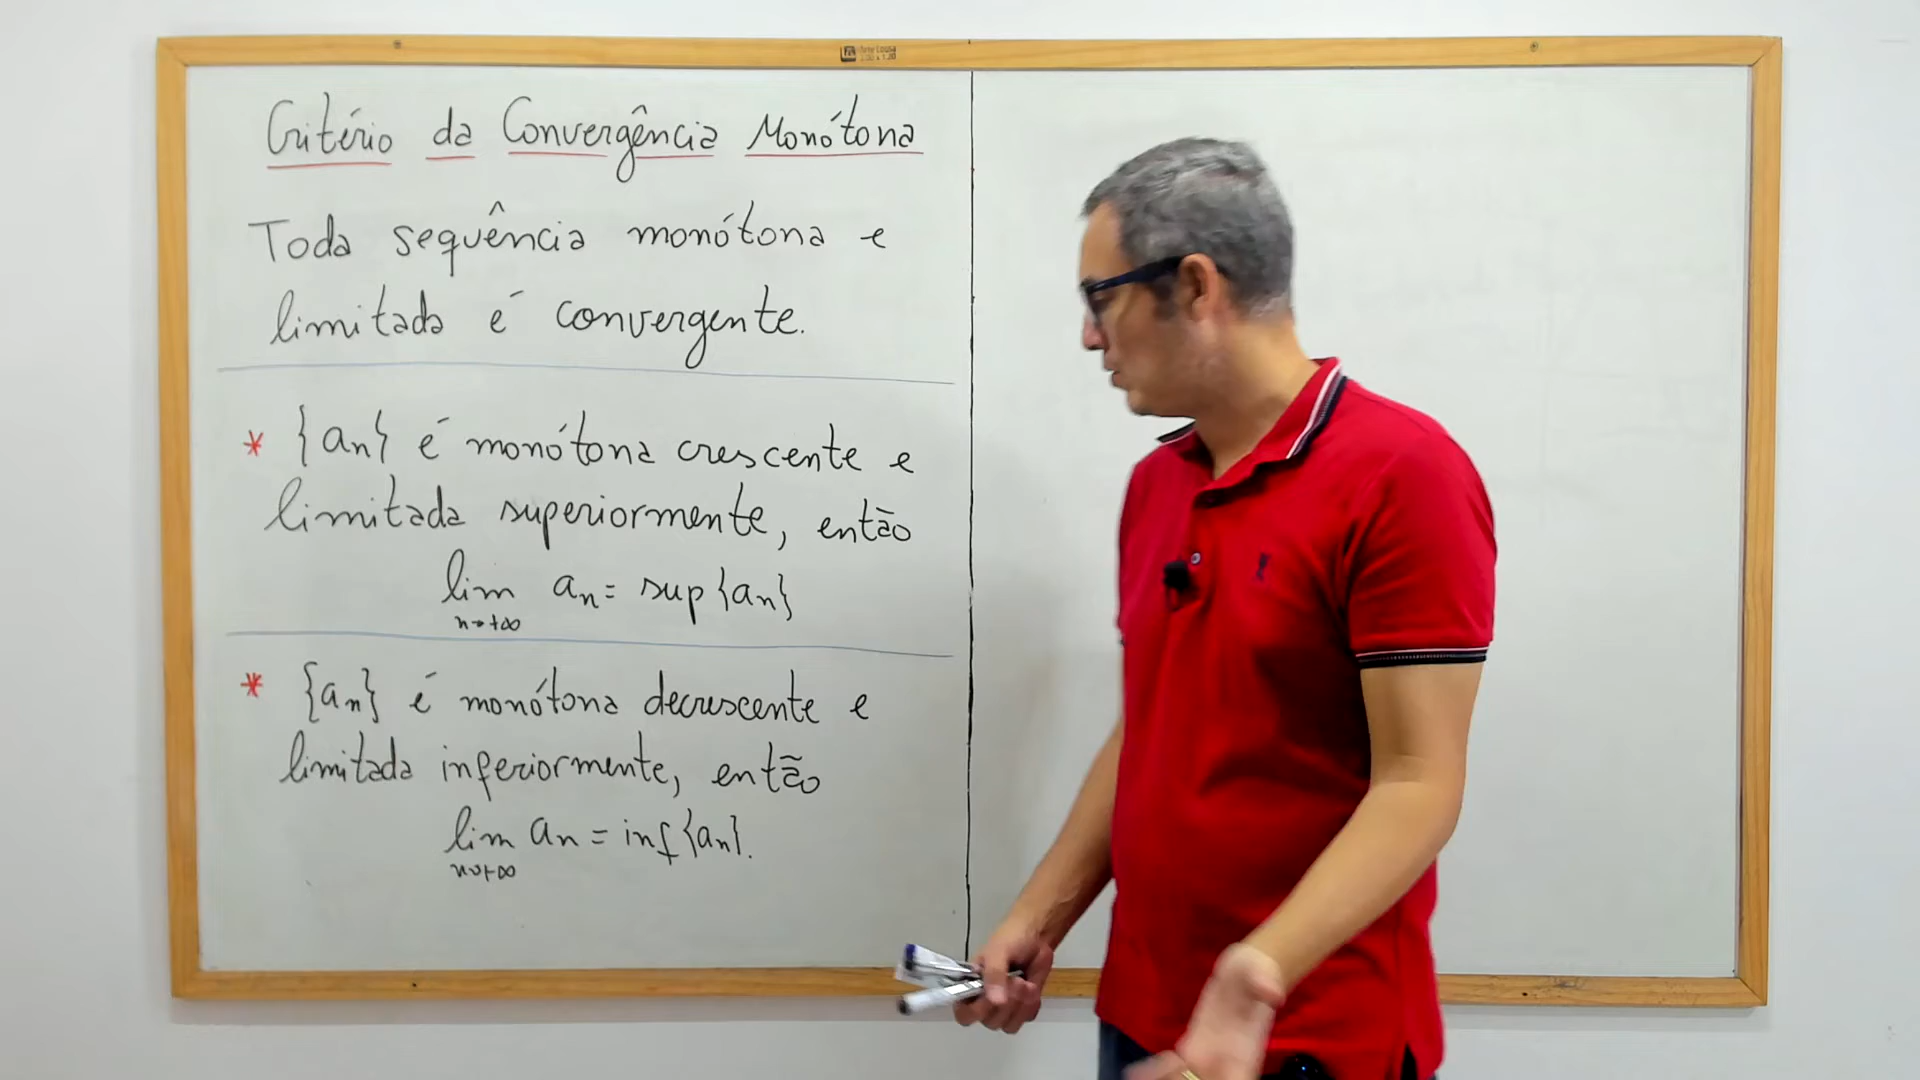 Critério da Convergência Monótona
Toda sequência monótona e
limitada é convergente.
* {an} é monótona crescente e
limitada superiormente, então
lim an = sup{an}
n→+∞
* {an} é monótona decrescente e
limitada inferiormente, então
lim an = inf{an}.
n→+∞